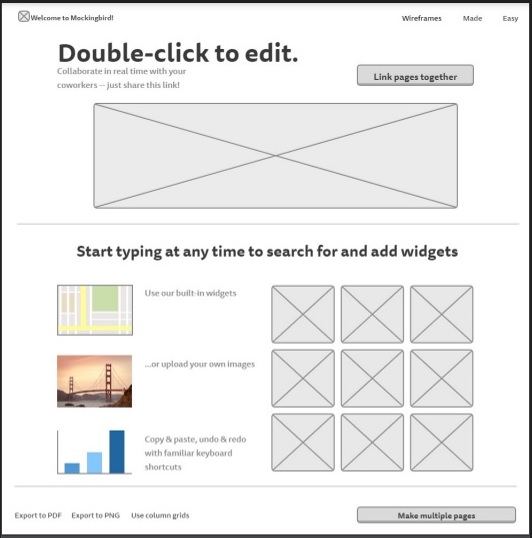 Welcome to Mockingbird!
Wireframes Made Easy
Double-click to edit.
Collaborate in real time with your
coworkers -- just share this link!
Link pages together
Start typing at any time to search for and add widgets
Use our built-in widgets
...or upload your own images
Copy & paste, undo & redo
with familiar keyboard
shortcuts
Export to PDF Export to PNG Use column grids
Make multiple pages